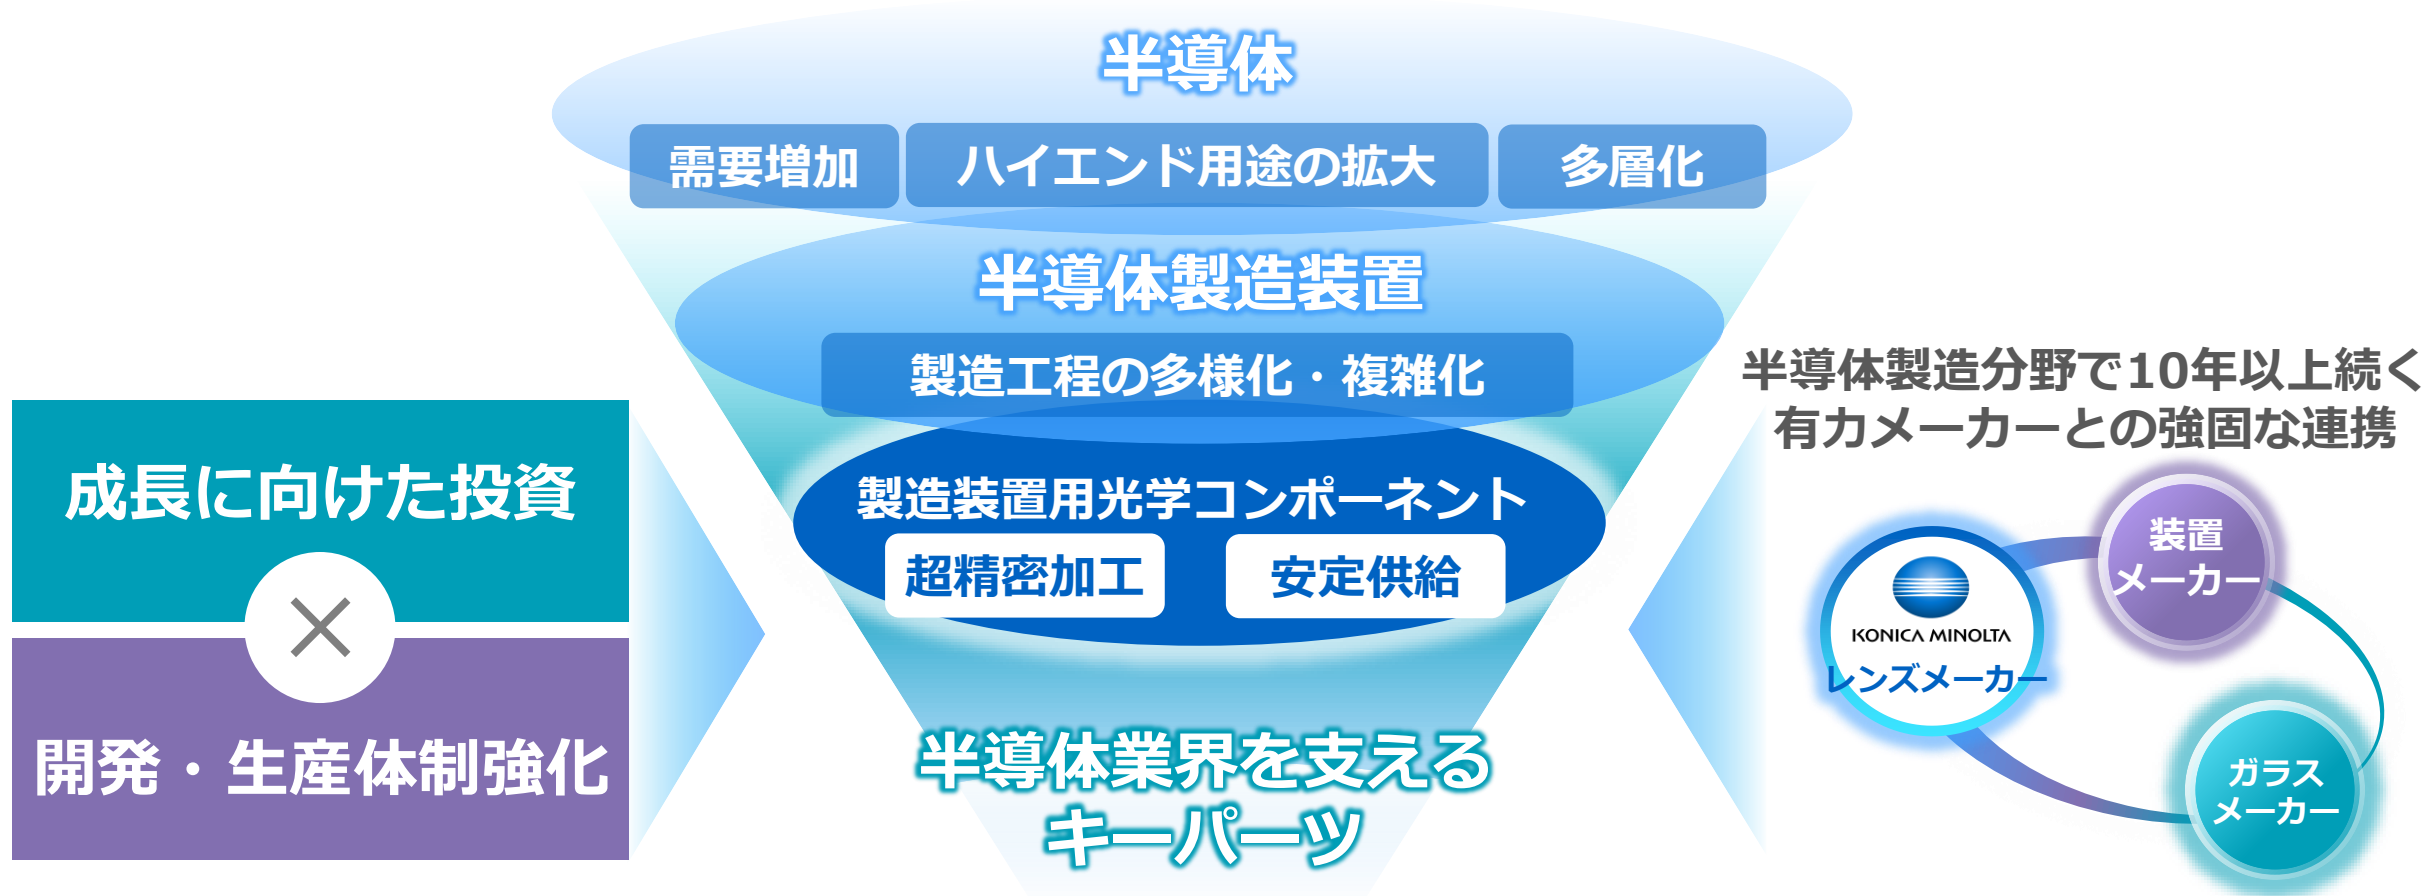 半導体
需要増加
ハイエンド用途の拡大
多層化
半導体製造装置
製造工程の多様化・複雑化
製造装置用光学コンポーネント
超精密加工
安定供給
半導体業界を支える
キーパーツ
成長に向けた投資
×
開発・生産体制強化
半導体製造分野で10年以上続く
有力メーカーとの強固な連携
装置
メーカー
KONICA MINOLTA
レンズメーカー
ガラス
メーカー